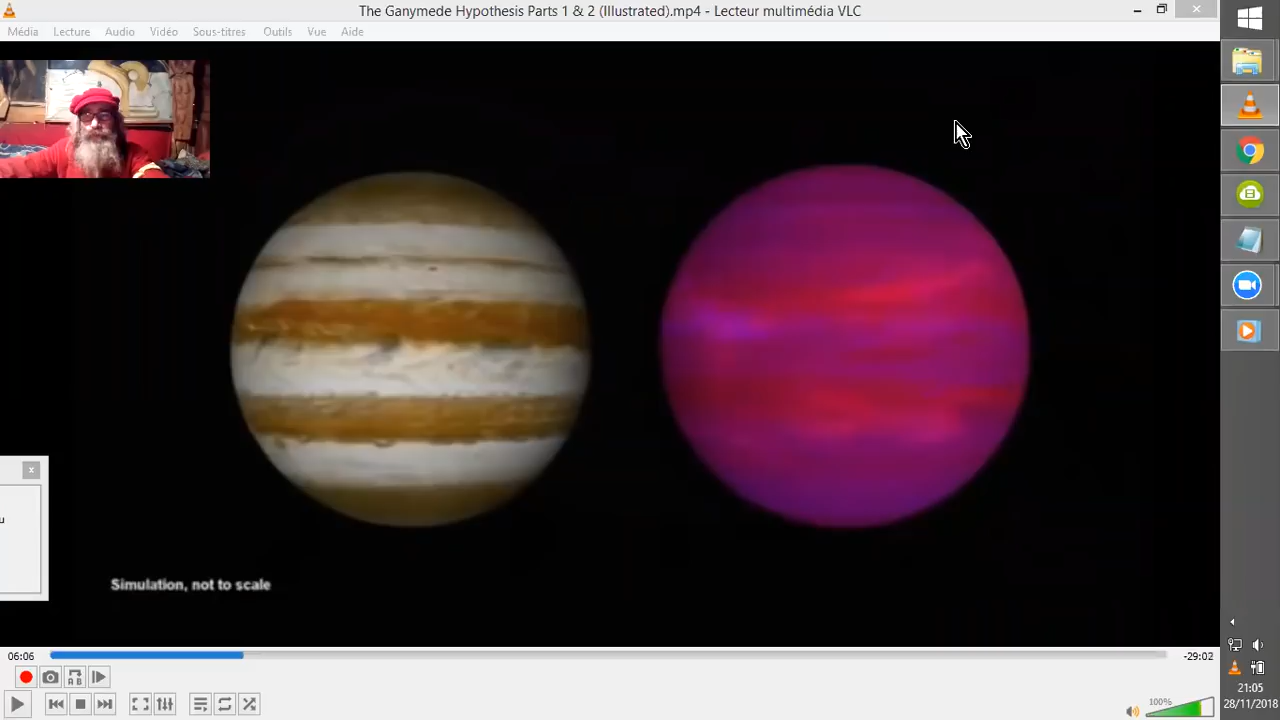 The Ganymede Hypothesis Parts 1 & 2 (Illustrated).mp4 - Lecteur multimédia VLC
Média Lecture Audio Vidéo Sous-titres Outils Vue Aide
x
u
Simulation, not to scale
06:06
-29:02
A B
100%
21:05
28/11/2018